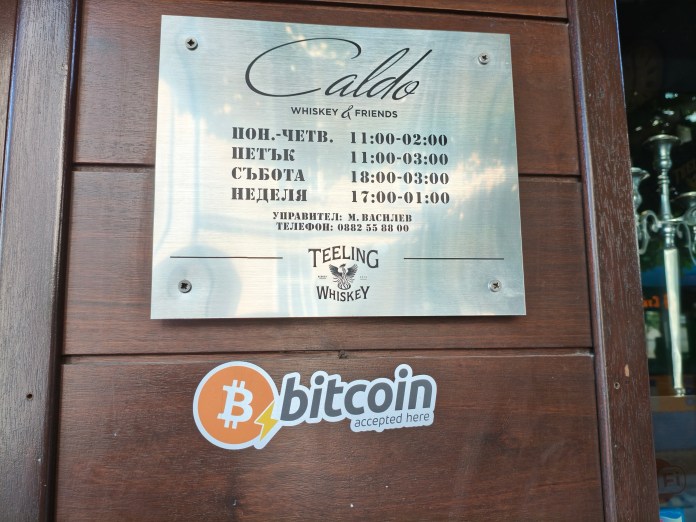 Caldo
WHISKEY & FRIENDS
ПОН.-ЧЕТВ. 11:00-02:00
ПЕТЪК 11:00-03:00
СЪБОТА 18:00-03:00
НЕДЕЛЯ 17:00-01:00
УПРАВИТЕЛ: М. ВАСИЛЕВ
ТЕЛЕФОН: 0882 55 88 00
TEELING
WHISKEY
bitcoin
accepted here